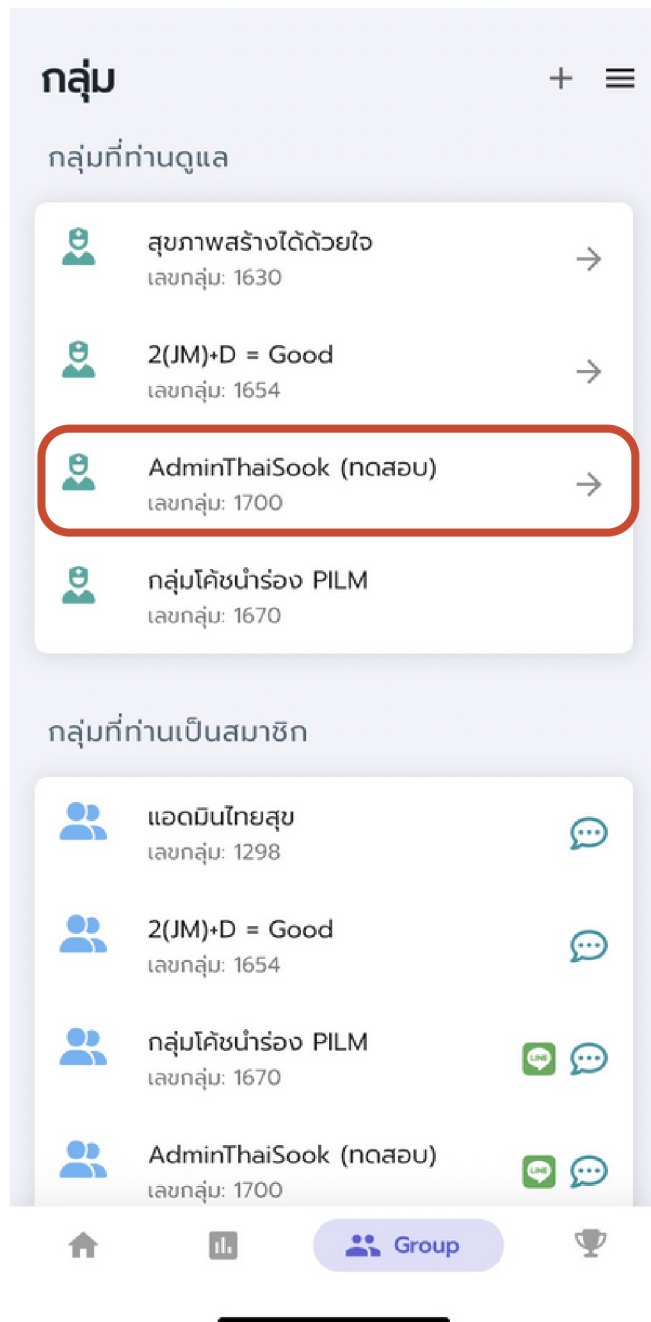 กลุ่ม
กลุ่มที่ท่านดูแล
สุขภาพสร้างได้ด้วยใจ
เลขกลุ่ม: 1630
2(JM)+D = Good
เลขกลุ่ม: 1654
AdminThaiSook (ทดสอบ)
เลขกลุ่ม: 1700
กลุ่มโค้ชนำร่อง PILM
เลขกลุ่ม: 1670
กลุ่มที่ท่านเป็นสมาชิก
แอดมินไทยสุข
เลขกลุ่ม: 1298
2(JM)+D = Good
เลขกลุ่ม: 1654
กลุ่มโค้ชนำร่อง PILM
LINE
เลขกลุ่ม: 1670
AdminThaiSook (ทดสอบ)
LINE
เลขกลุ่ม: 1700
Group